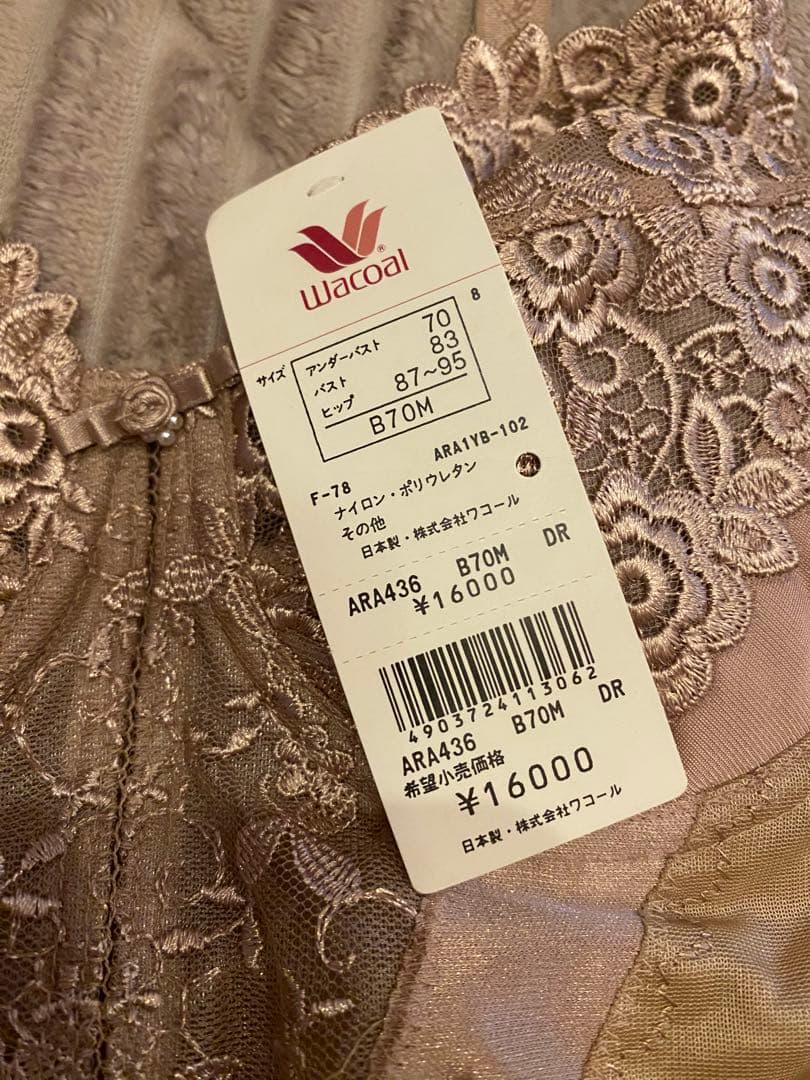 Wacoal®
8
サイズ
アンダーバスト 70
バスト 83
ヒップ 87~95
B70M
ARA1YB-102
F-78
ナイロン・ポリウレタン
その他
日本製・株式会社ワコール
ARA436 B70M DR
¥16000
4903724113062
ARA436 B70M DR
希望小売価格
¥16000
日本製・株式会社ワコール